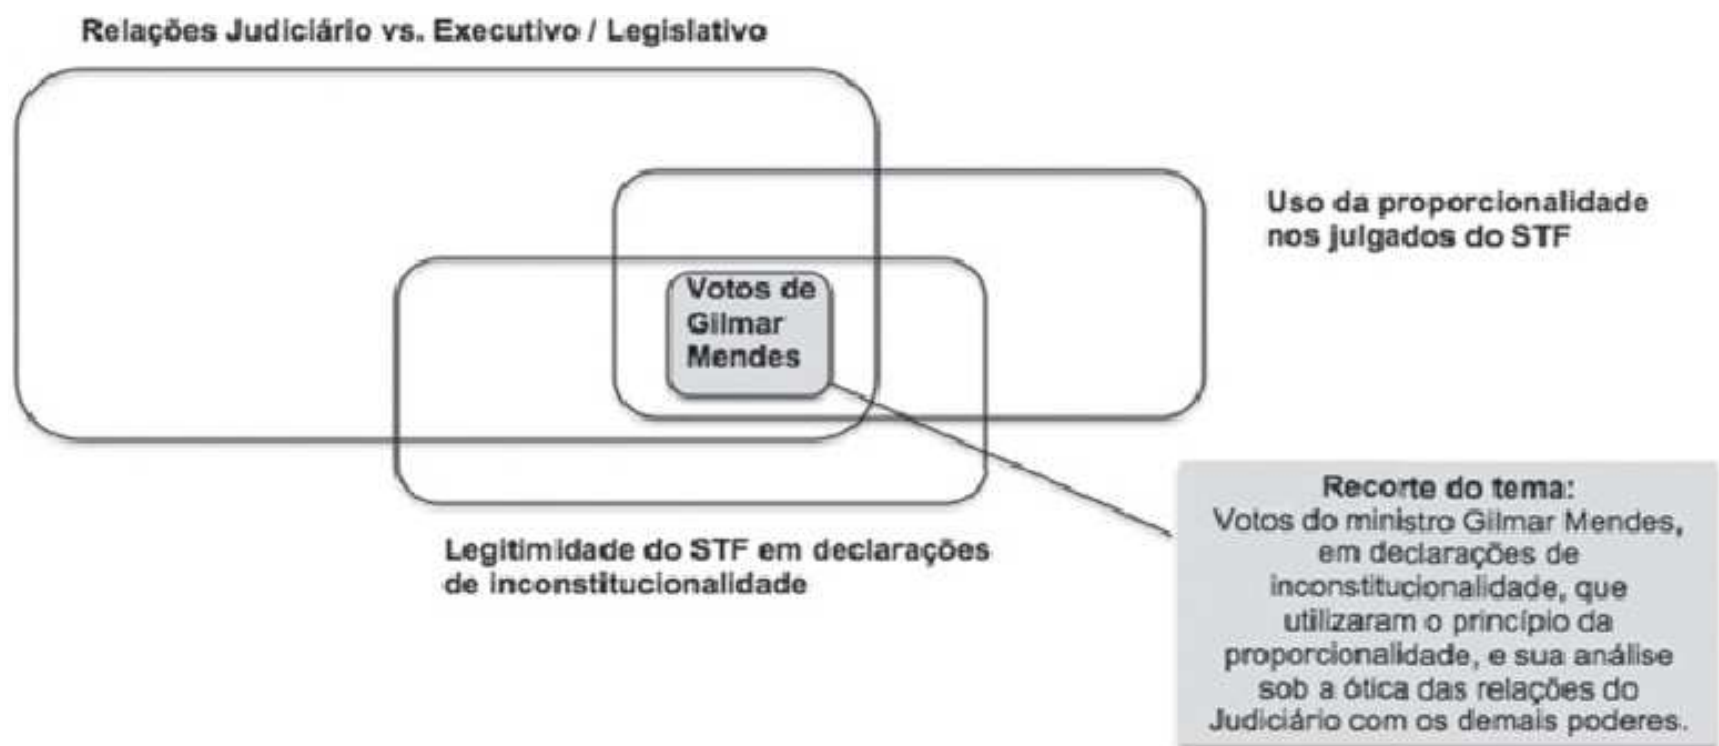 Relações Judiciário vs. Executivo / Legislativo
Uso da proporcionalidade
nos julgados do STF
Votos de
Gilmar
Mendes
Legitimidade do STF em declarações
de inconstitucionalidade
Recorte do tema:
Votos do ministro Gilmar Mendes,
em declarações de
inconstitucionalidade, que
utilizaram o princípio da
proporcionalidade, e sua análise
sob a ótica das relações do
Judiciário com os demais poderes.